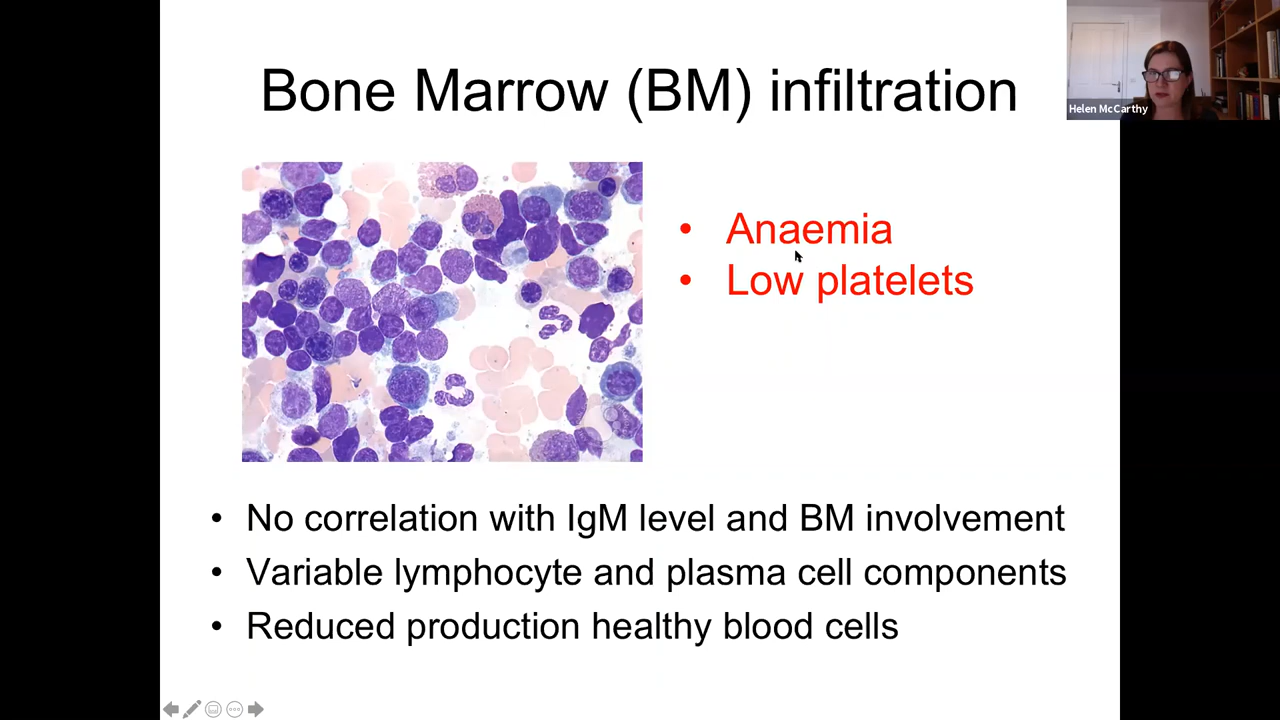 Bone Marrow (BM) infiltration
Helen McCarthy
• Anaemia
• Low platelets
• No correlation with IgM level and BM involvement
• Variable lymphocyte and plasma cell components
• Reduced production healthy blood cells